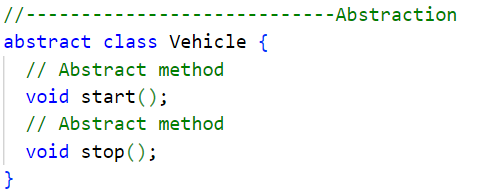 //----------------------------Abstraction
abstract class Vehicle {
  // Abstract method
  void start();
  // Abstract method
  void stop();
}